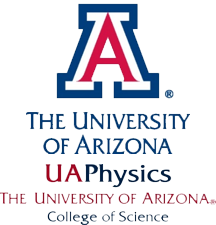 A®
THE UNIVERSITY
OF ARIZONA
UAPhysics
THE UNIVERSITY OF ARIZONA®
College of Science